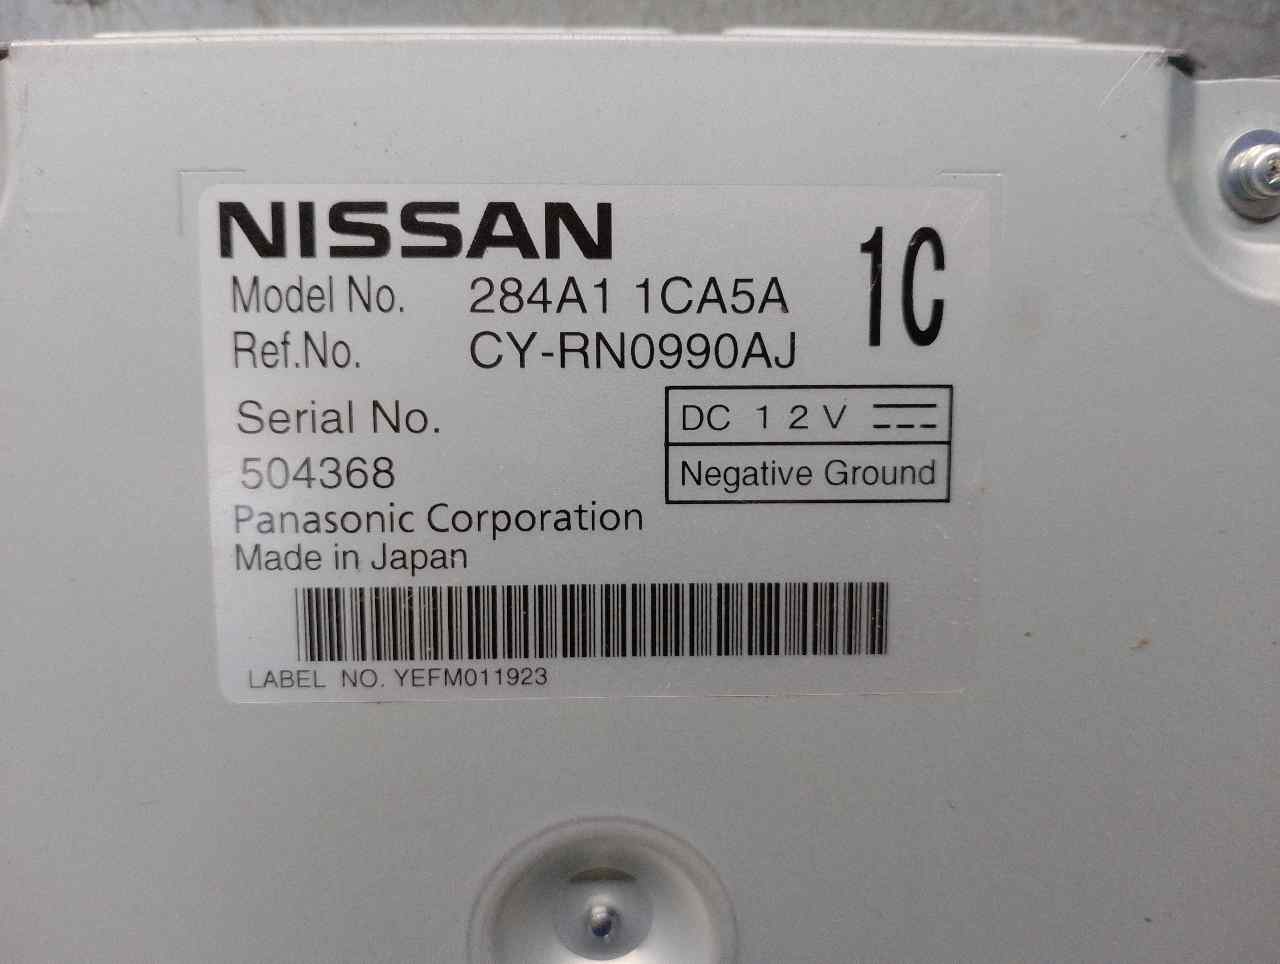 NISSAN
Model No. 284A1 1CA5A
1C
Ref.No. CY-RN0990AJ
Serial No.
504368
DC 12V
Negative Ground
Panasonic Corporation
Made in Japan
LABEL NO. YEFM011923